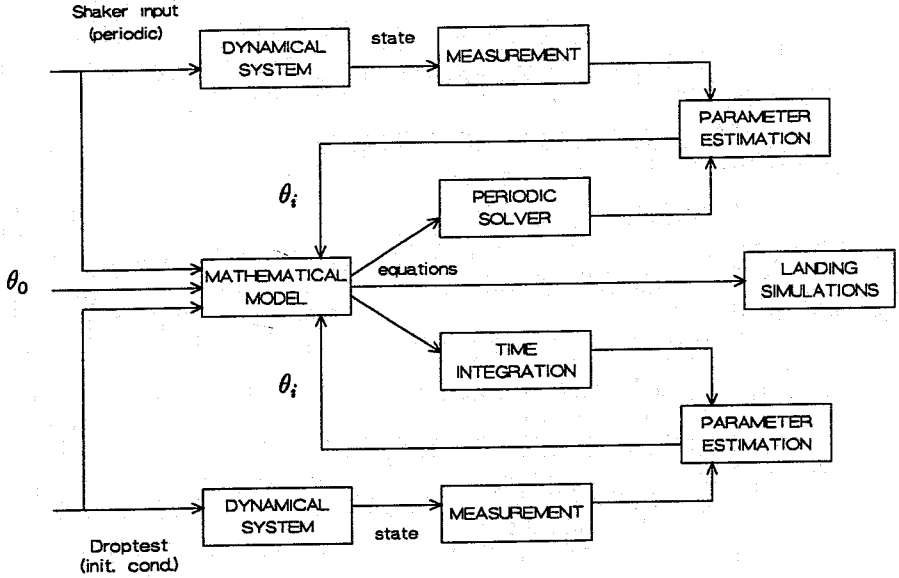 Shaker input
(periodic)
DYNAMICAL
SYSTEM
state
MEASUREMENT
PARAMETER
ESTIMATION
θi
PERIODIC
SOLVER
θ0
MATHEMATICAL
MODEL
equations
LANDING
SIMULATIONS
TIME
INTEGRATION
θi
PARAMETER
ESTIMATION
DYNAMICAL
SYSTEM
state
MEASUREMENT
Droptest
(init. cond.)